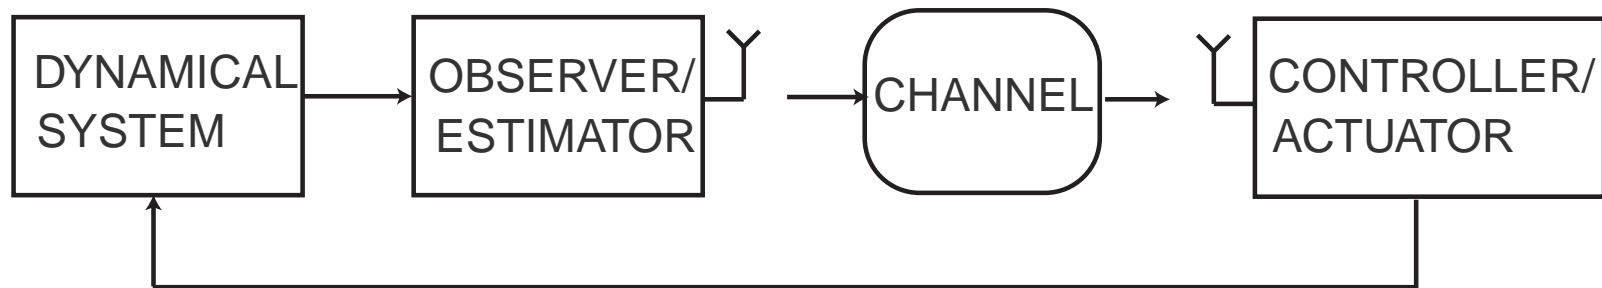 DYNAMICAL
SYSTEM
OBSERVER/
ESTIMATOR
CHANNEL
CONTROLLER/
ACTUATOR